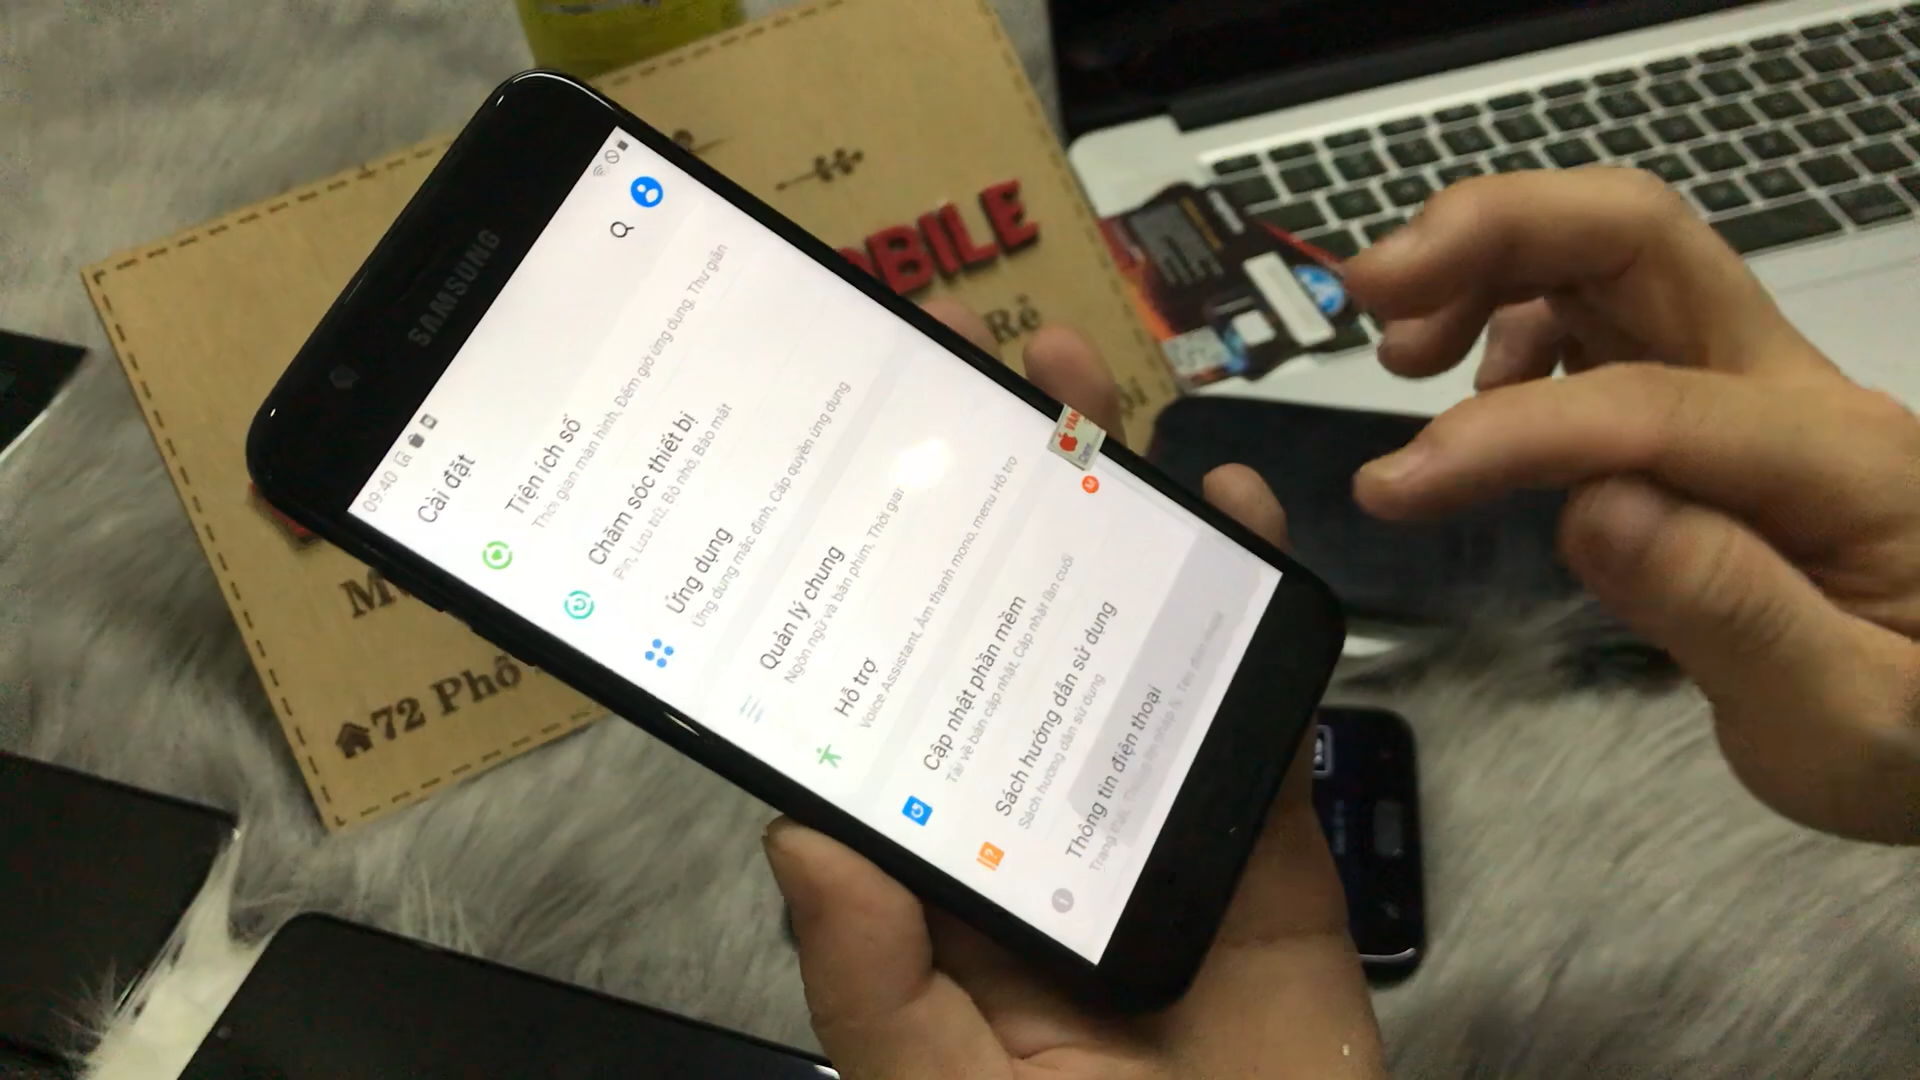 SAMSUNG
09:40
Cài đặt
Tiện ích số
Thời gian màn hình, Đếm giờ ứng dụng, Thư giãn
Chăm sóc thiết bị
Pin, Lưu trữ, Bộ nhớ, Bảo mật
Ứng dụng
Ứng dụng mặc định, Cấp quyền ứng dụng
Quản lý chung
Ngôn ngữ và bàn phím, Thời gian
Hỗ trợ
Voice Assistant, Âm thanh mono, menu Hỗ trợ
Cập nhật phần mềm
Tải về bản cập nhật, Cập nhật lần cuối
Sách hướng dẫn sử dụng
Sách hướng dẫn sử dụng
Thông tin điện thoại
OBILE
Rẻ
72 Phố